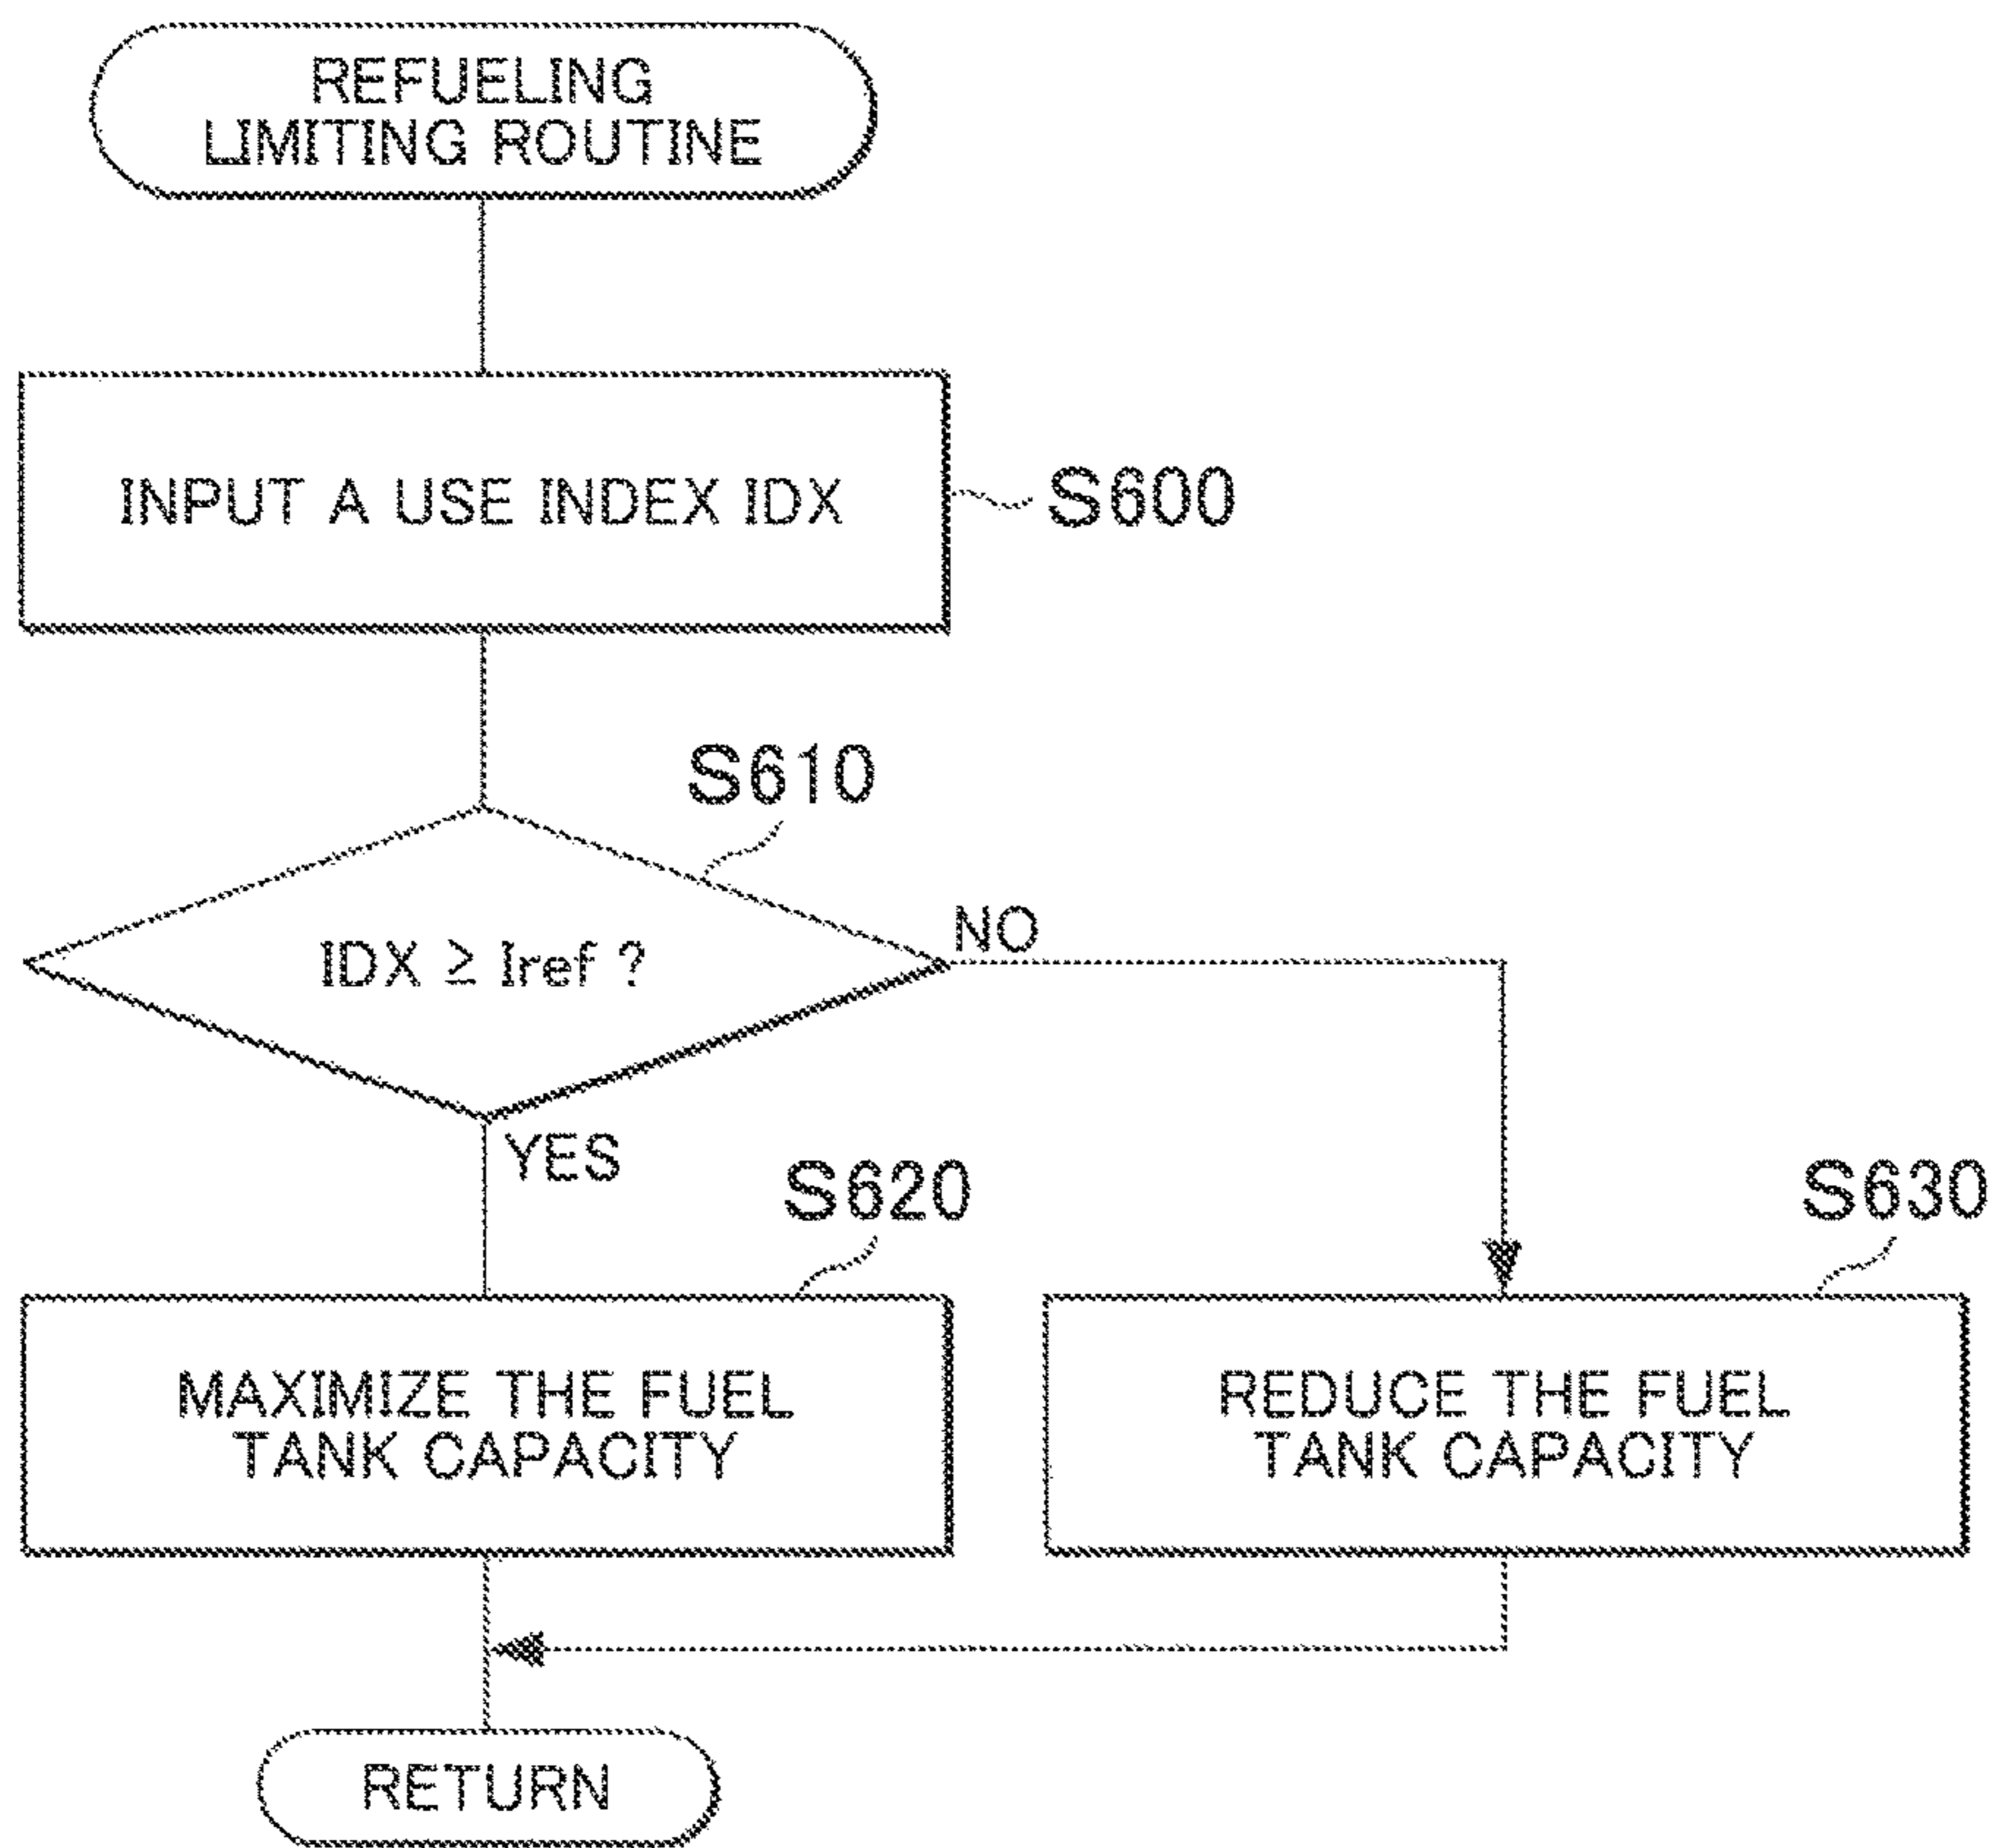 REFUELING
LIMITING ROUTINE
INPUT A USE INDEX IDX
S600
S610
IDX ≥ Iref ?
NO
YES
S620
S630
MAXIMIZE THE FUEL
TANK CAPACITY
REDUCE THE FUEL
TANK CAPACITY
RETURN